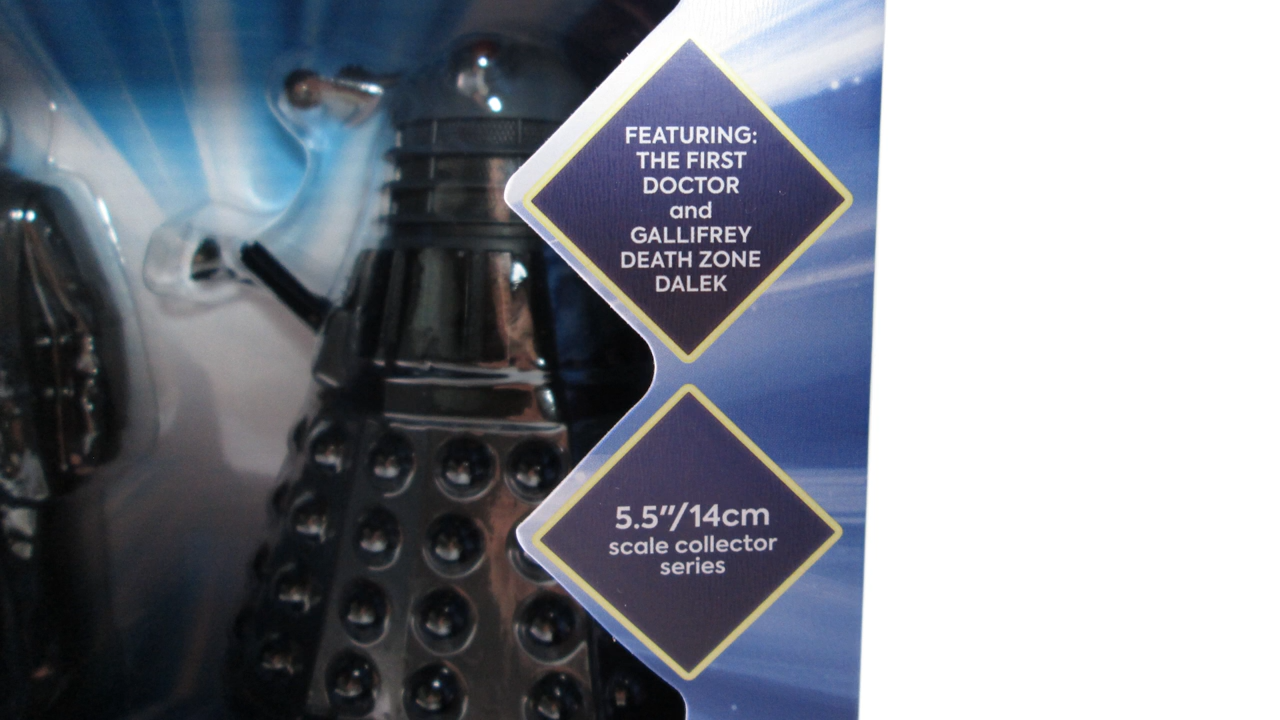 FEATURING:
THE FIRST
DOCTOR
and
GALLIFREY
DEATH ZONE
DALEK
5.5"/14cm
scale collector
series